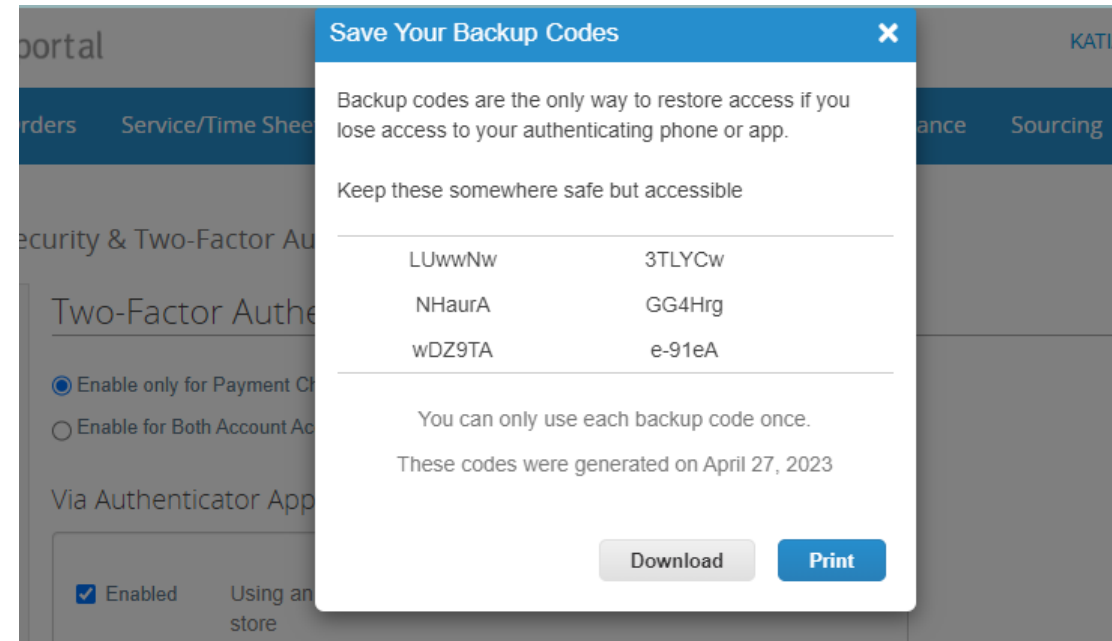 portal
Save Your Backup Codes
KATI
Service/Time Shee
Sourcing
Backup codes are the only way to restore access if you
lose access to your authenticating phone or app.
Keep these somewhere safe but accessible
LUwwNw 3TLYCw
NHaurA GG4Hrg
wDZ9TA e-91eA
You can only use each backup code once.
These codes were generated on April 27, 2023
Download Print
ecurity & Two-Factor Au
Two-Factor Authe
Enable only for Payment Ch
Enable for Both Account Ac
Via Authenticator App
Enabled Using an
store